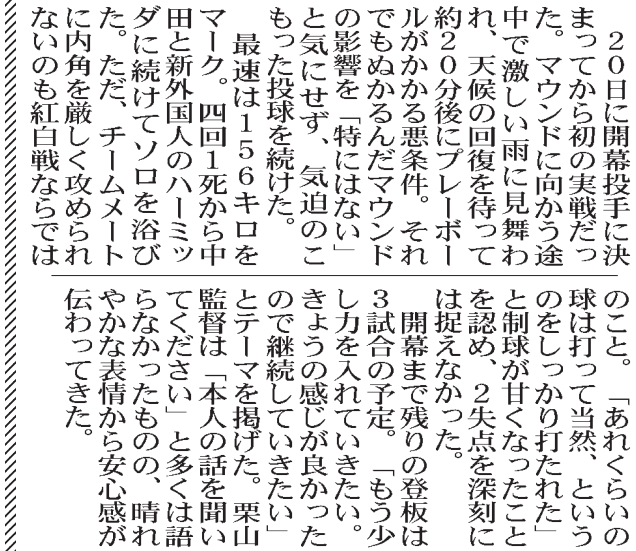 ２０日に開幕投手に決
まってから初の実戦だっ
た。マウンドに向かう途
中で激しい雨に見舞わ
れ、天候の回復を待って
約２０分後にプレーボー
ルがかかる悪条件。それ
でもぬかるんだマウンド
の影響を「特にはない」
と気にせず、気迫のこ
もった投球を続けた。
　最速は１５６キロを
マーク。四回１死から中
田と新外国人のハーミッ
ダに続けてソロを浴び
た。ただ、チームメート
に内角を厳しく攻められ
ないのも紅白戦ならでは
のこと。「あれくらいの
球は打って当然、という
のをしっかり打たれた」
と制球が甘くなったこと
を認め、２失点を深刻に
は捉えなかった。
　開幕まで残りの登板は
３試合の予定。「もう少
し力を入れていきたい。
きょうの感じが良かった
ので継続していきたい」
とテーマを掲げた。栗山
監督は「本人の話を聞い
てください」と多くは語
らなかったものの、晴れ
やかな表情から安心感が
伝わってきた。